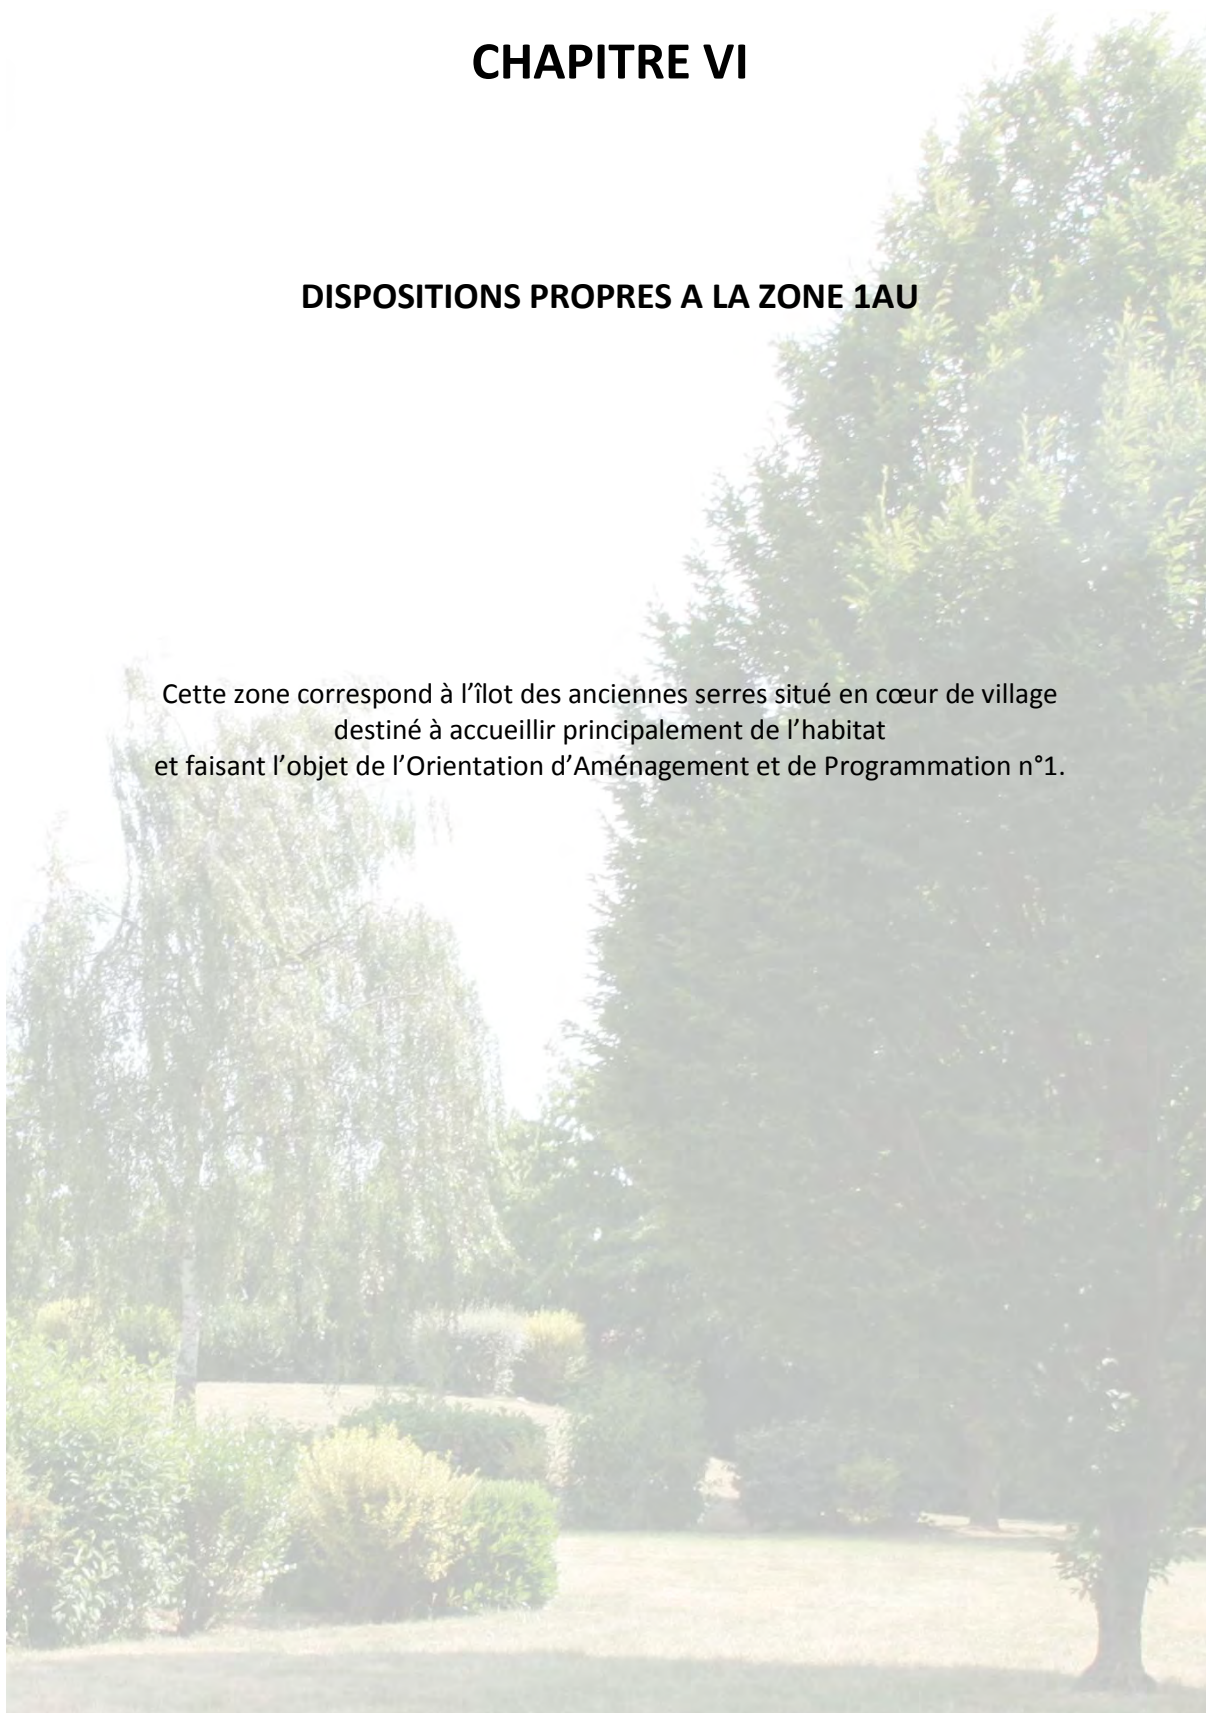 CHAPITRE VI
DISPOSITIONS PROPRES A LA ZONE 1AU
Cette zone correspond à l’îlot des anciennes serres situé en cœur de village
destiné à accueillir principalement de l’habitat
et faisant l’objet de l’Orientation d’Aménagement et de Programmation n°1.